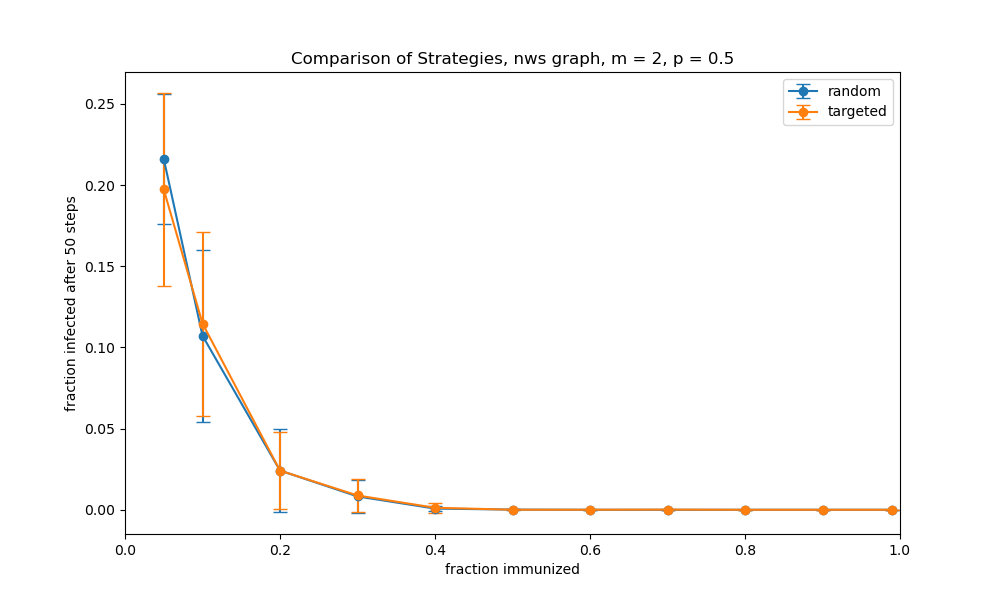 Comparison of Strategies, nws graph, m = 2, p = 0.5
random
targeted
0.25
0.20
0.15
0.10
0.05
0.00
fraction infected after 50 steps
0.0 0.2 0.4 0.6 0.8 1.0
fraction immunized